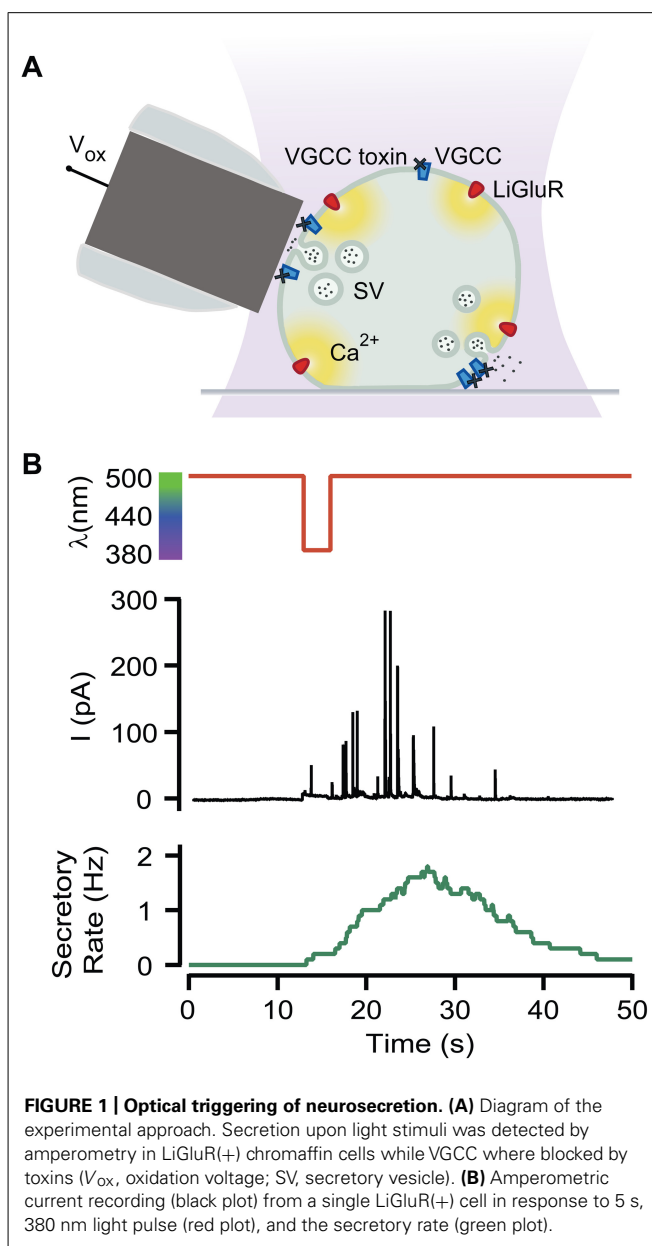 A
V_ox
VGCC toxin
VGCC
LiGluR
SV
Ca²⁺
B
λ(nm)
500
440
380
I (pA)
300
200
100
0
Secretory
Rate (Hz)
2
1
0
0 10 20 30 40 50
Time (s)
FIGURE 1 | Optical triggering of neurosecretion. (A) Diagram of the
experimental approach. Secretion upon light stimuli was detected by
amperometry in LiGluR(+) chromaffin cells while VGCC where blocked by
toxins (V_ox, oxidation voltage; SV, secretory vesicle). (B) Amperometric
current recording (black plot) from a single LiGluR(+) cell in response to 5 s,
380 nm light pulse (red plot), and the secretory rate (green plot).